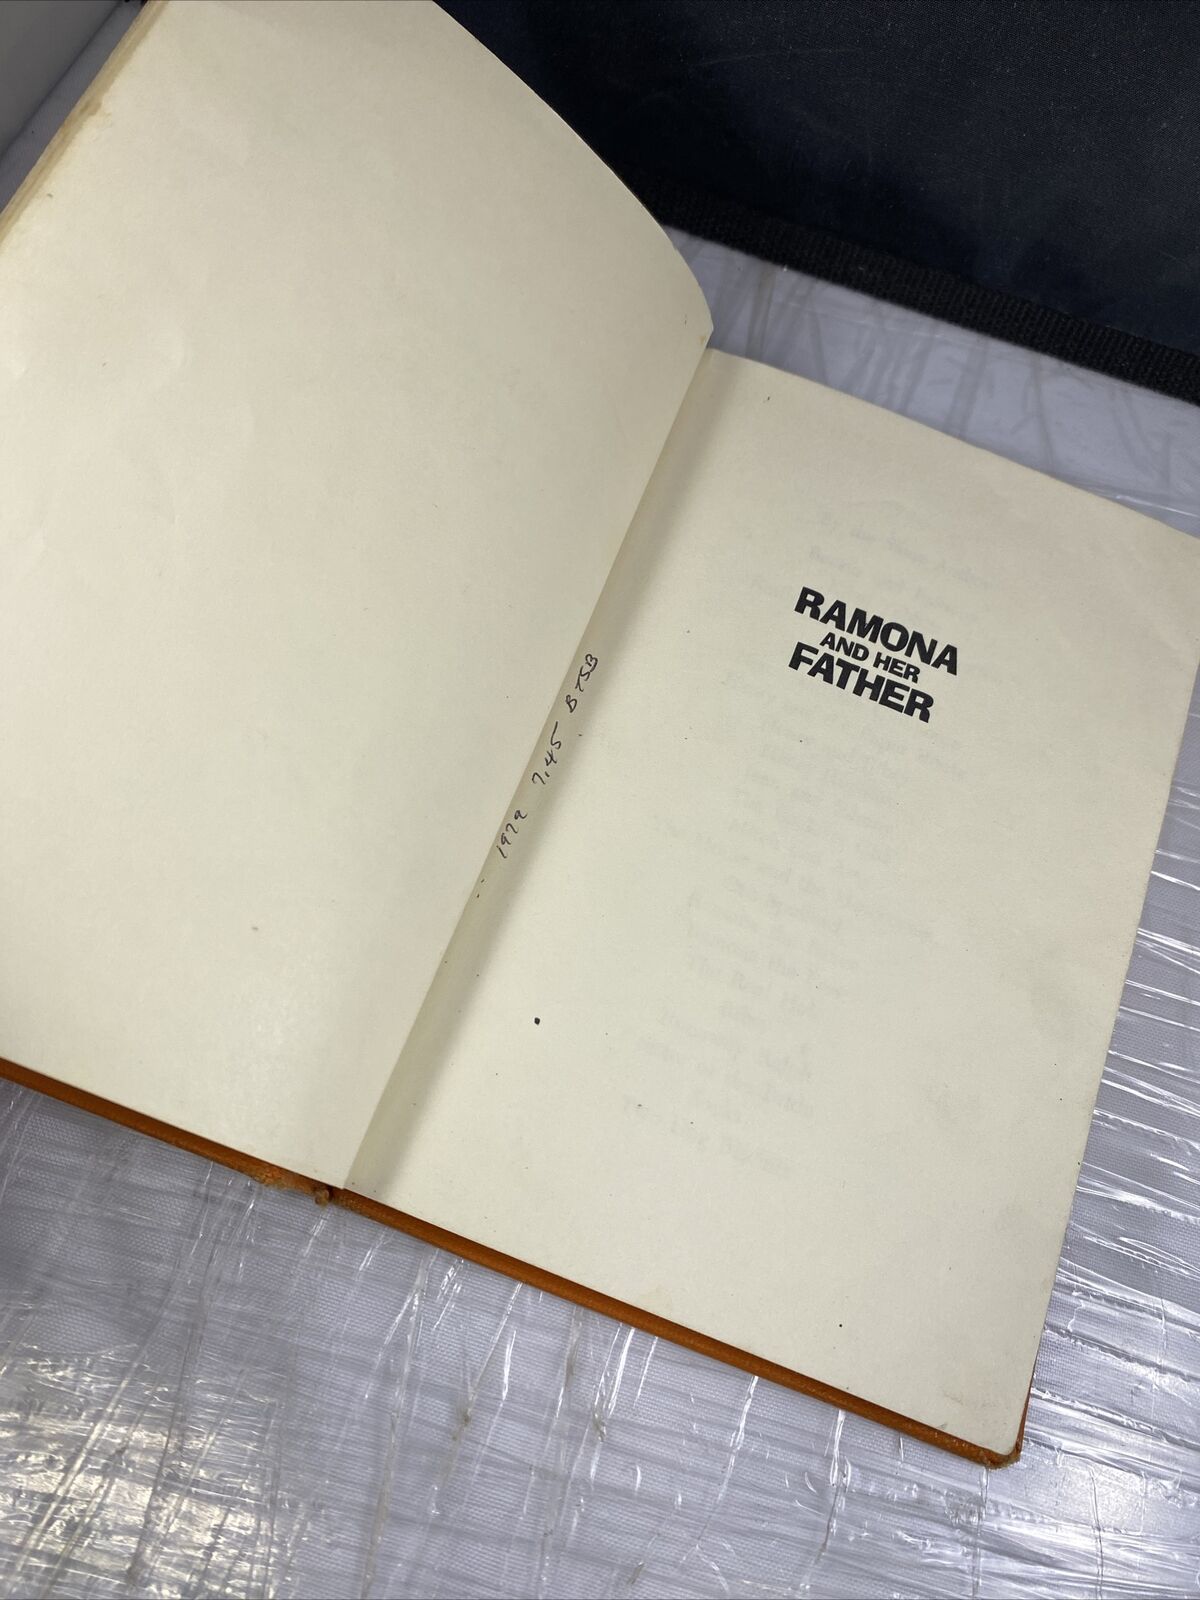 RAMONA
AND HER
FATHER
1979 7.45 BTSB